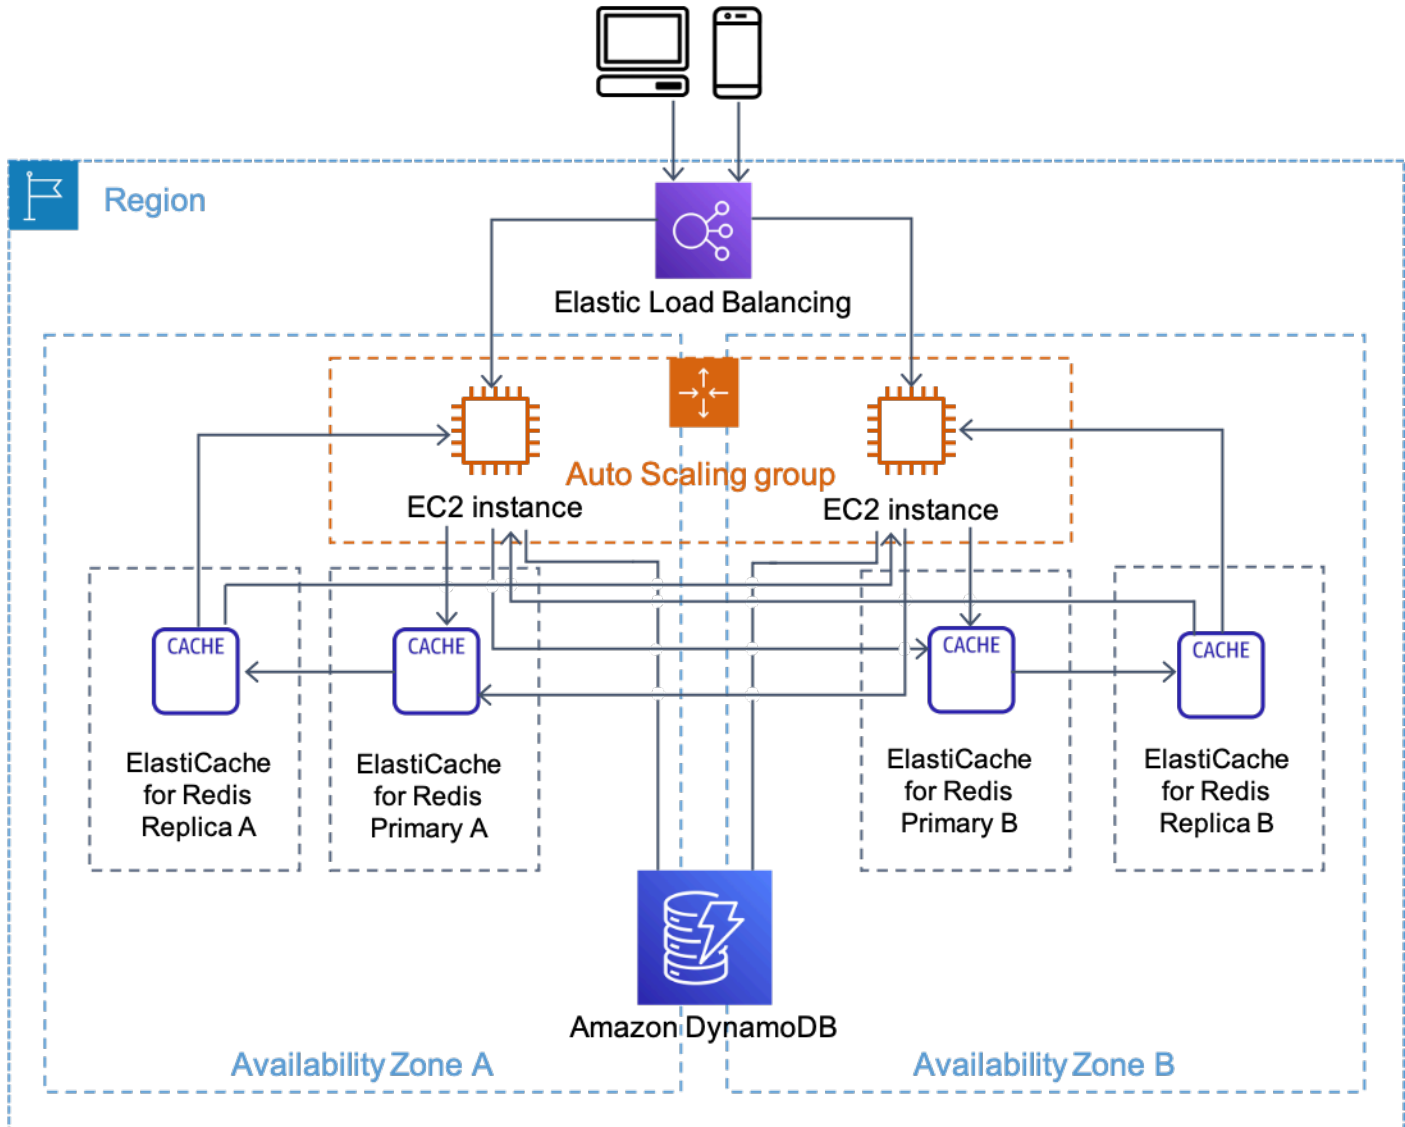 Region
Elastic Load Balancing
Auto Scaling group
EC2 instance
EC2 instance
CACHE
CACHE
CACHE
CACHE
ElastiCache
for Redis
Replica A
ElastiCache
for Redis
Primary A
ElastiCache
for Redis
Primary B
ElastiCache
for Redis
Replica B
Amazon DynamoDB
Availability Zone A
Availability Zone B